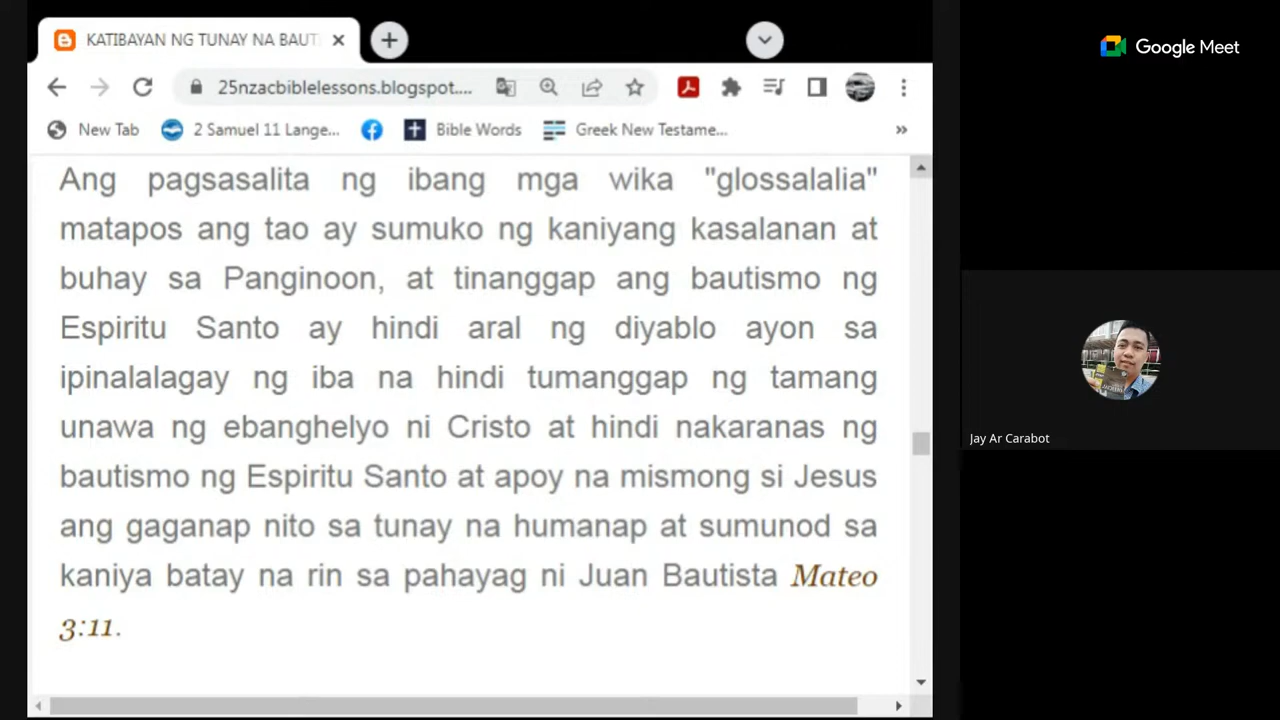 KATIBAYAN NG TUNAY NA BAUT
Google Meet
25nzacbiblelessons.blogspot....
New Tab
2 Samuel 11 Lange...
Bible Words
Greek New Testame...
Ang pagsasalita ng ibang mga wika "glossalalia"
matapos ang tao ay sumuko ng kaniyang kasalanan at
buhay sa Panginoon, at tinanggap ang bautismo ng
Espiritu Santo ay hindi aral ng diyablo ayon sa
ipinalalagay ng iba na hindi tumanggap ng tamang
unawa ng ebanghelyo ni Cristo at hindi nakaranas ng
bautismo ng Espiritu Santo at apoy na mismong si Jesus
ang gaganap nito sa tunay na humanap at sumunod sa
kaniya batay na rin sa pahayag ni Juan Bautista Mateo
3:11.
Jay Ar Carabot